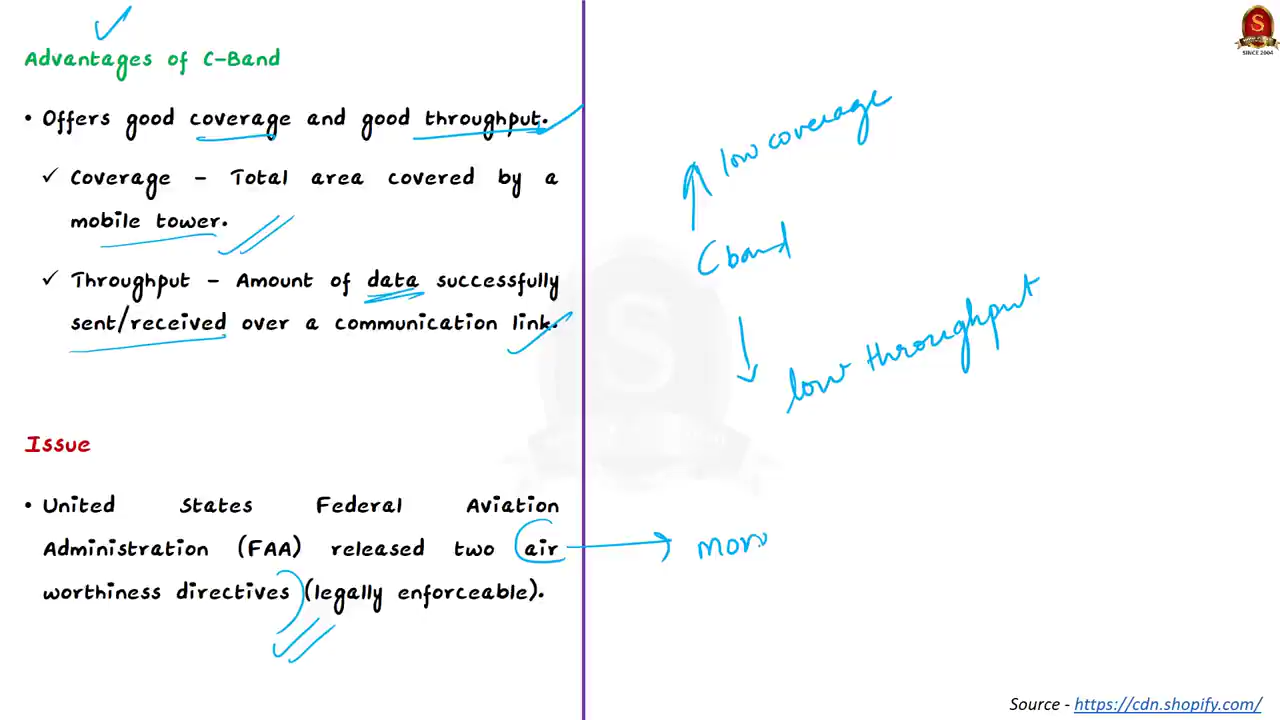 Advantages of C-Band
• Offers good coverage and good throughput.
✓ Coverage – Total area covered by a
mobile tower.
✓ Throughput – Amount of data successfully
sent/received over a communication link.
Issue
• United States Federal Aviation
Administration (FAA) released two air
worthiness directives (legally enforceable).
low coverage
C band
low throughput
S
SINCE 2004
Source - https://cdn.shopify.com/